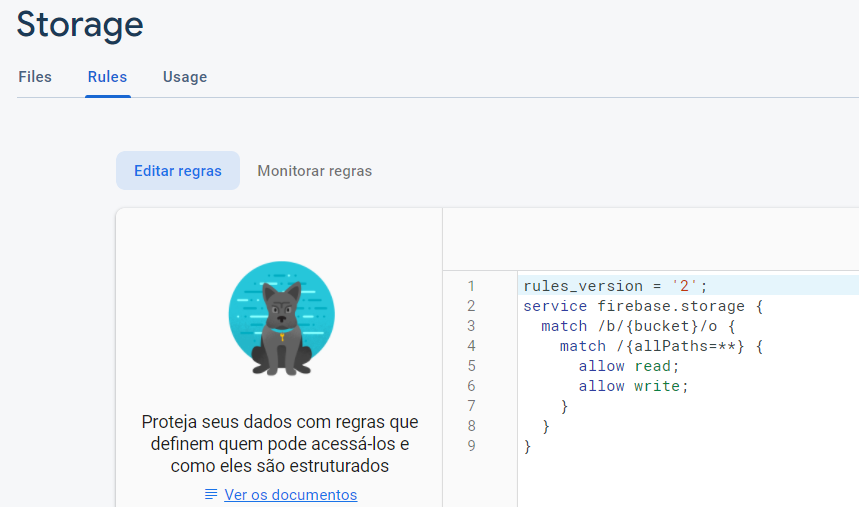 Storage
Files Rules Usage
Editar regras Monitorar regras
Proteja seus dados com regras que
definem quem pode acessá-los e
como eles são estruturados
Ver os documentos
1 rules_version = '2';
2 service firebase.storage {
3 match /b/{bucket}/o {
4 match /{allPaths=**} {
5 allow read;
6 allow write;
7 }
8 }
9 }